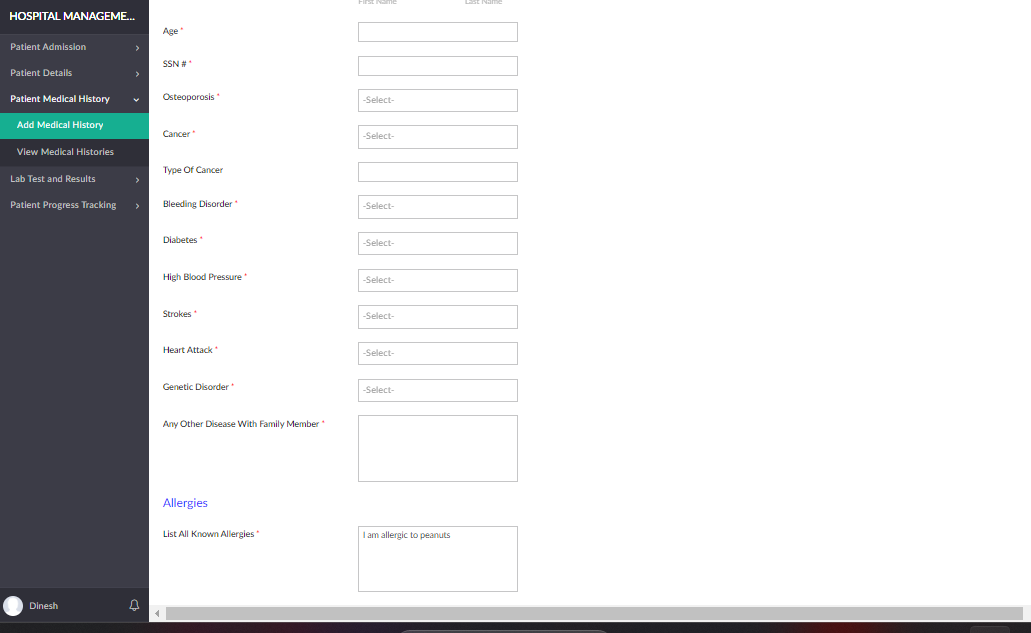 HOSPITAL MANAGEME...
Patient Admission
Patient Details
Patient Medical History
Add Medical History
View Medical Histories
Lab Test and Results
Patient Progress Tracking
Dinesh
First Name Last Name
Age *
SSN # *
Osteoporosis * -Select-
Cancer * -Select-
Type Of Cancer
Bleeding Disorder * -Select-
Diabetes * -Select-
High Blood Pressure * -Select-
Strokes * -Select-
Heart Attack * -Select-
Genetic Disorder * -Select-
Any Other Disease With Family Member *
Allergies
List All Known Allergies * I am allergic to peanuts